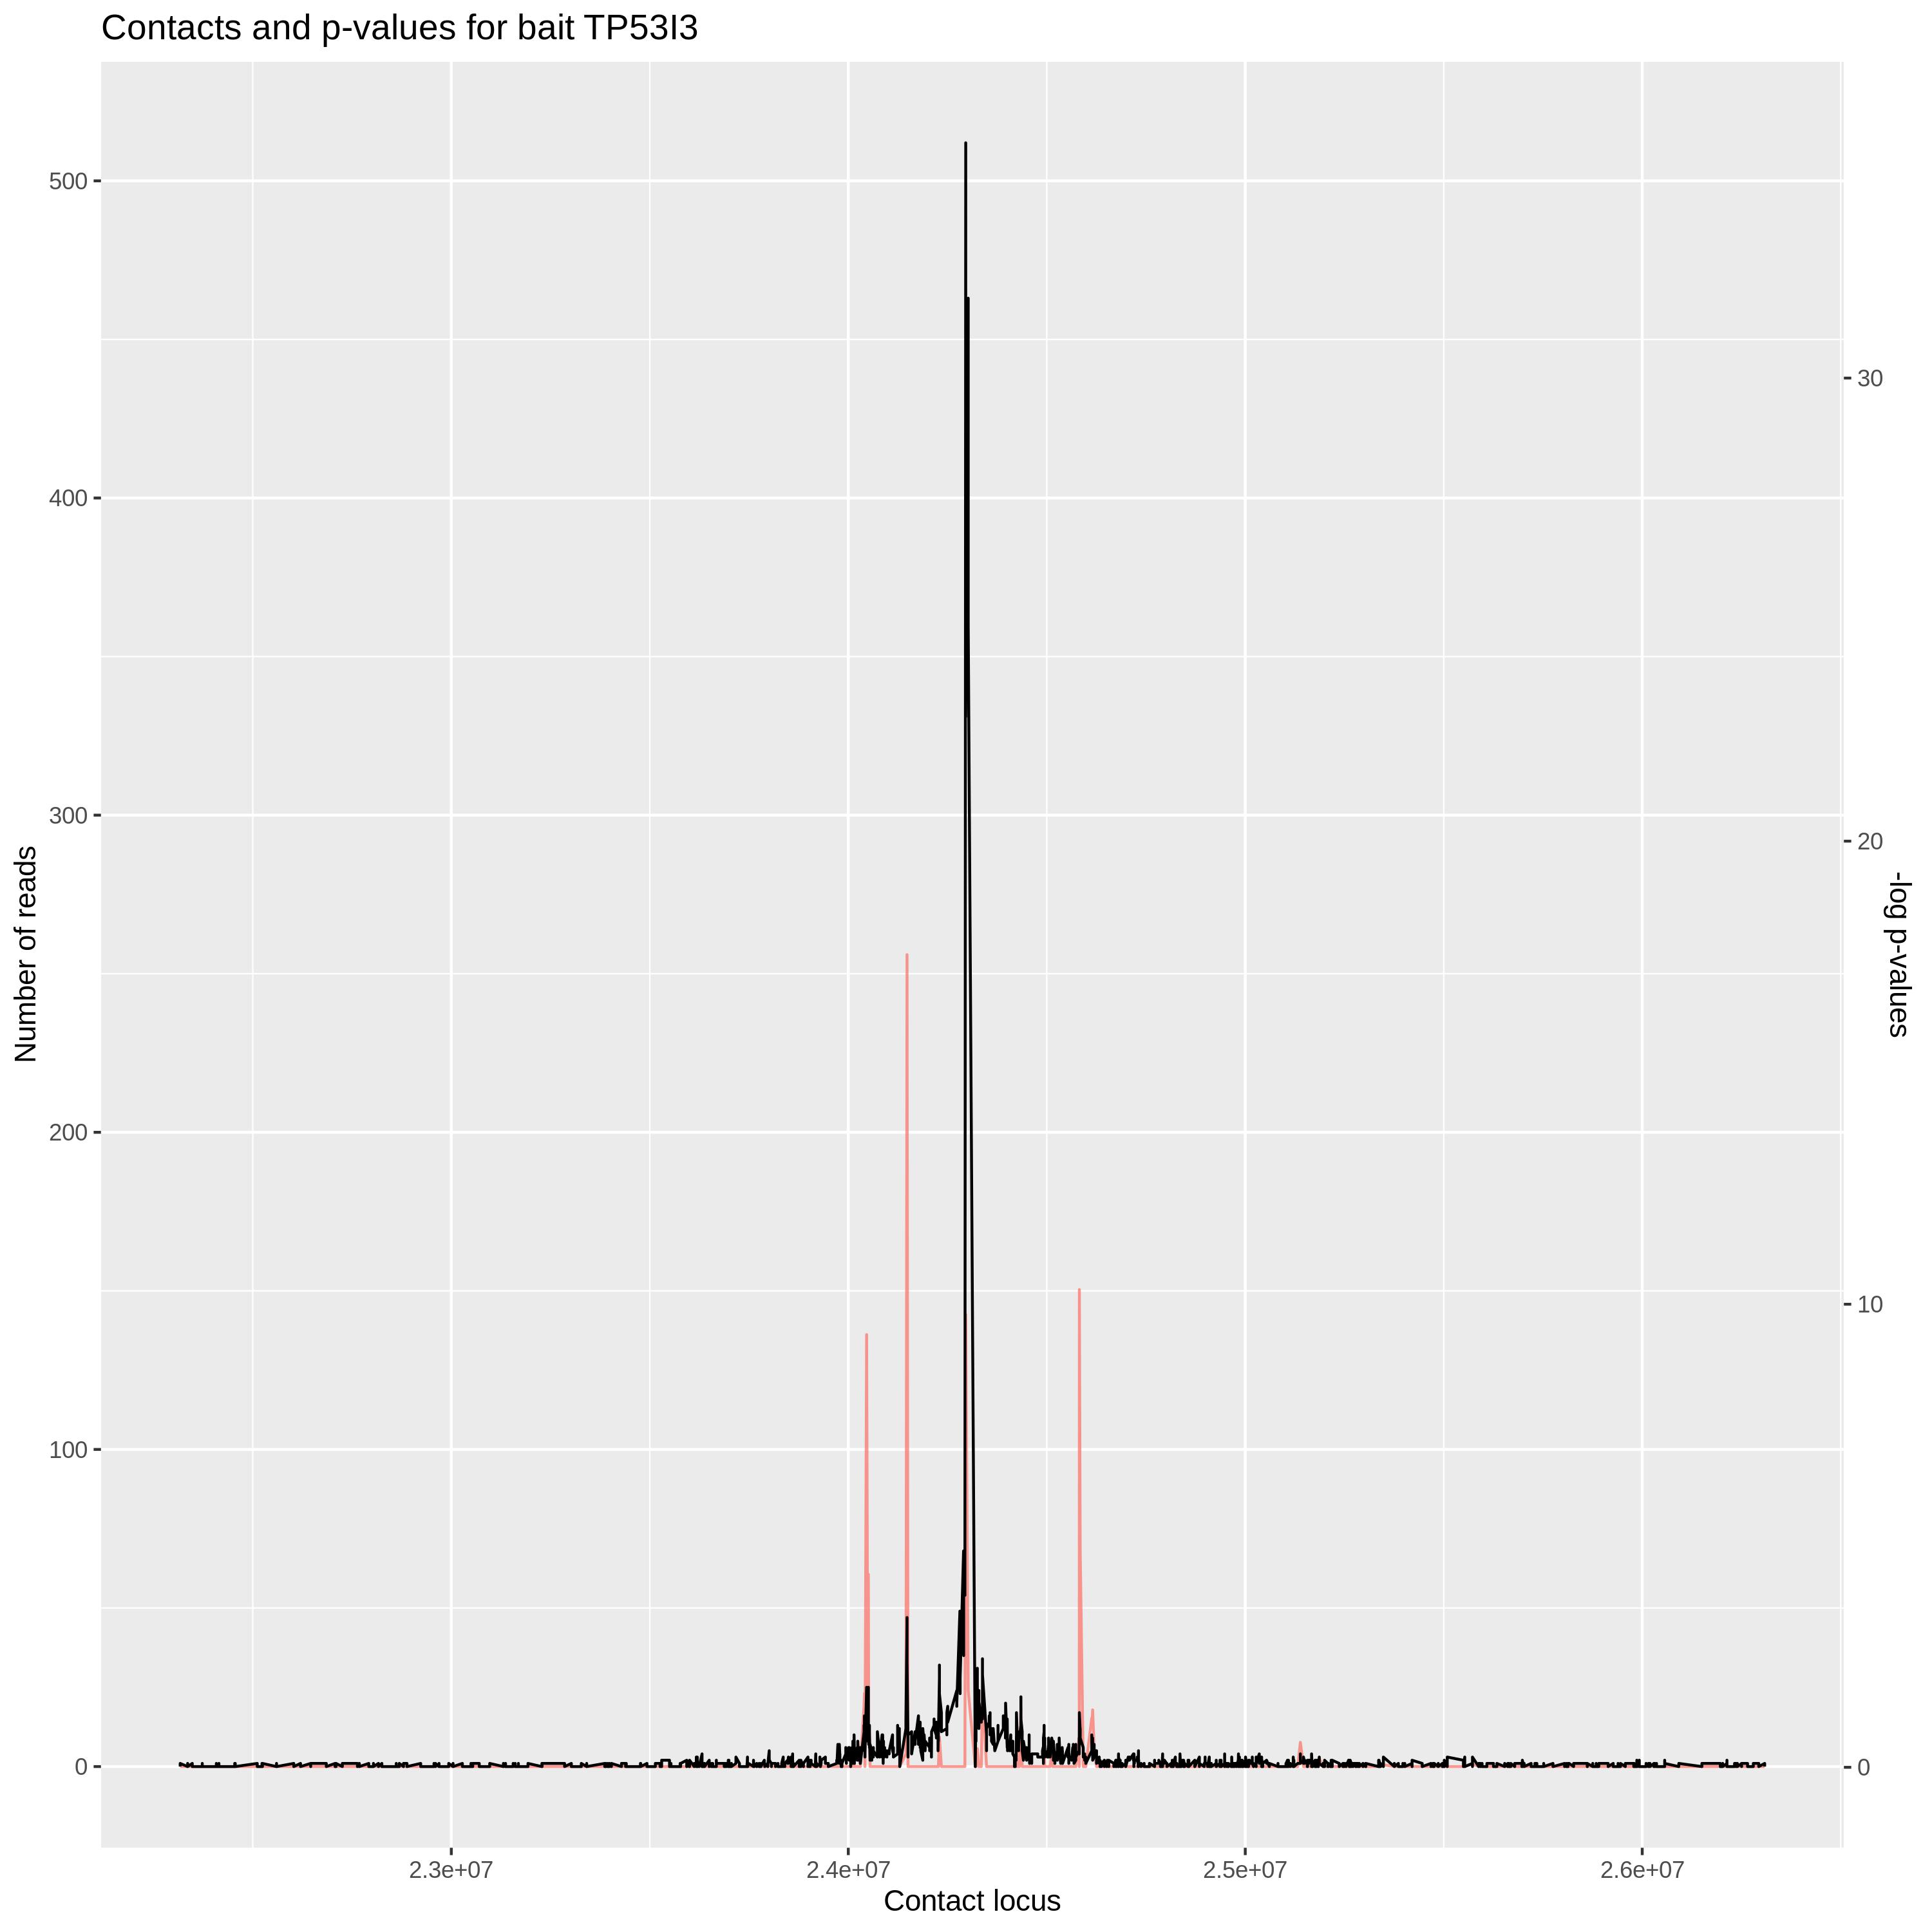 Contacts and p-values for bait TP53I3
Number of reads
500
400
300
200
100
0
30
20
10
0
-log p-values
2.3e+07
2.4e+07
2.5e+07
2.6e+07
Contact locus